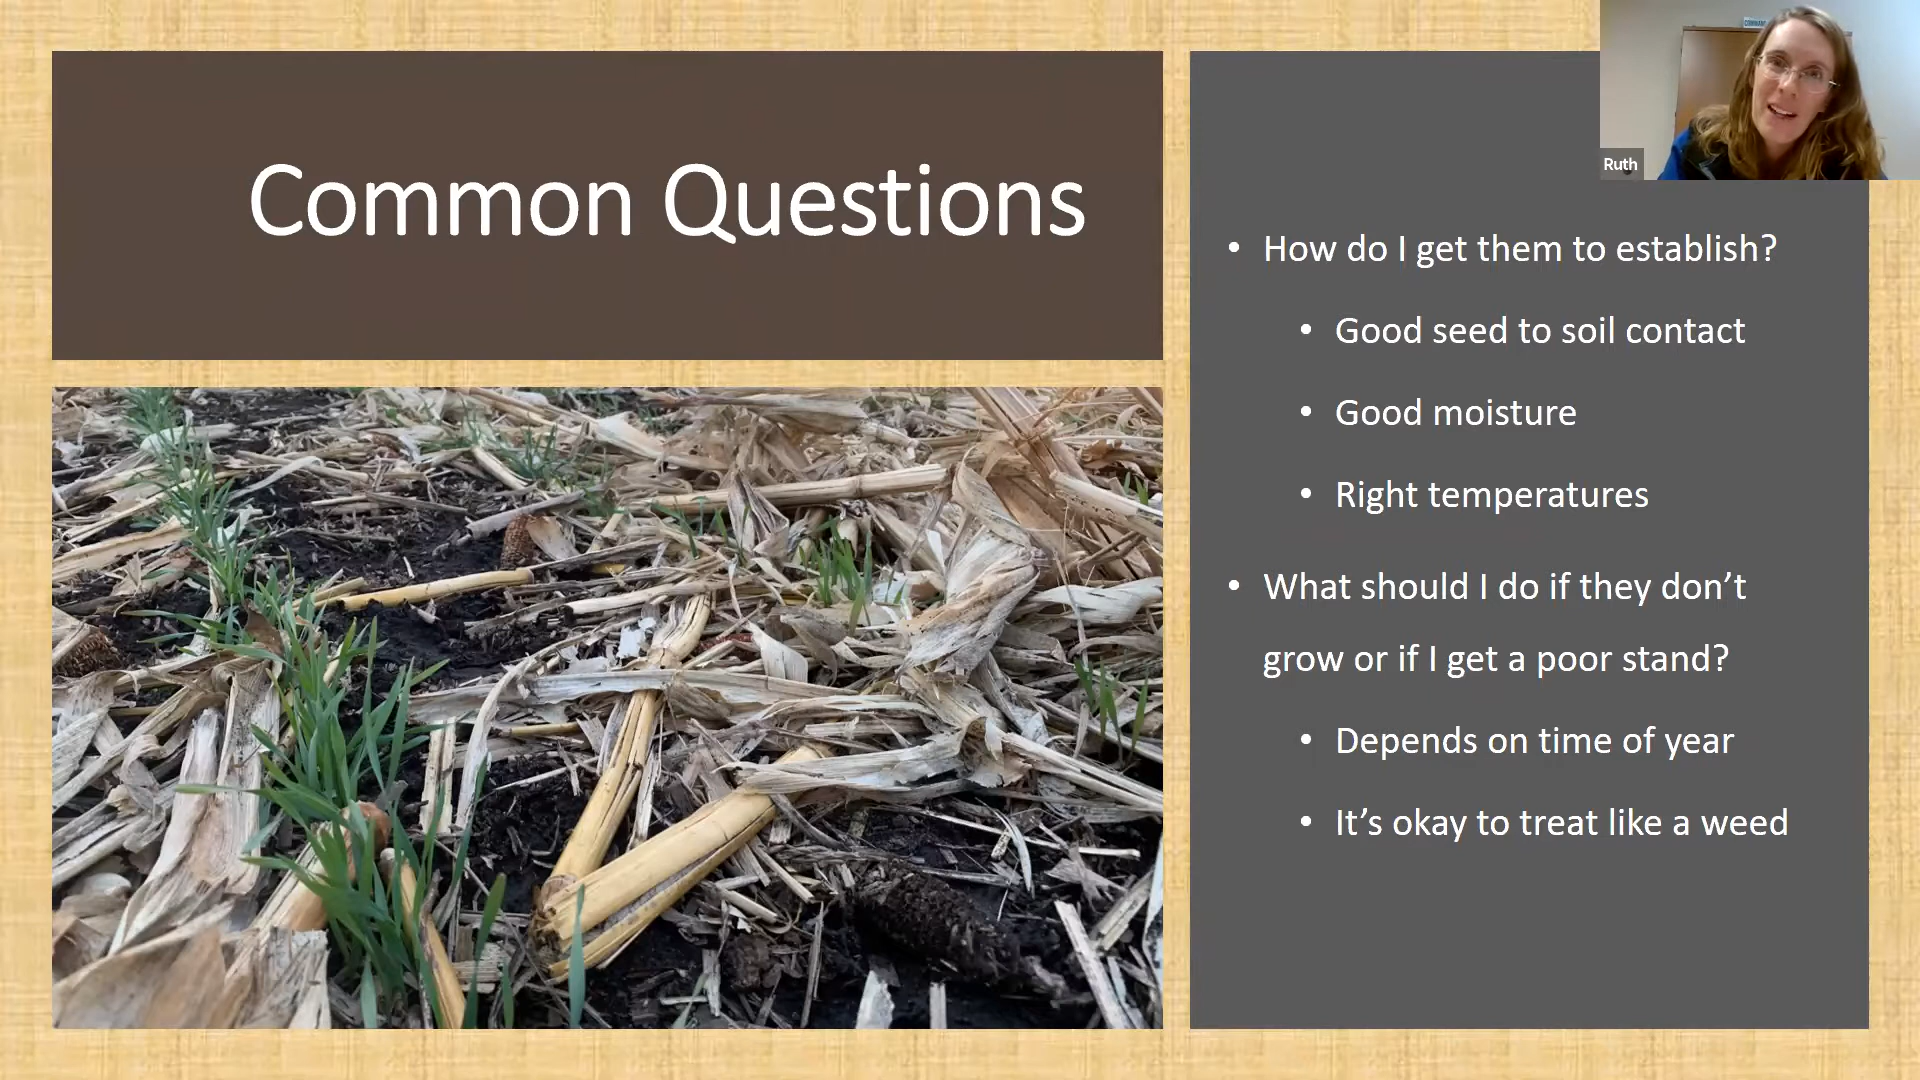 Common Questions
Ruth
• How do I get them to establish?
• Good seed to soil contact
• Good moisture
• Right temperatures
• What should I do if they don’t
grow or if I get a poor stand?
• Depends on time of year
• It’s okay to treat like a weed